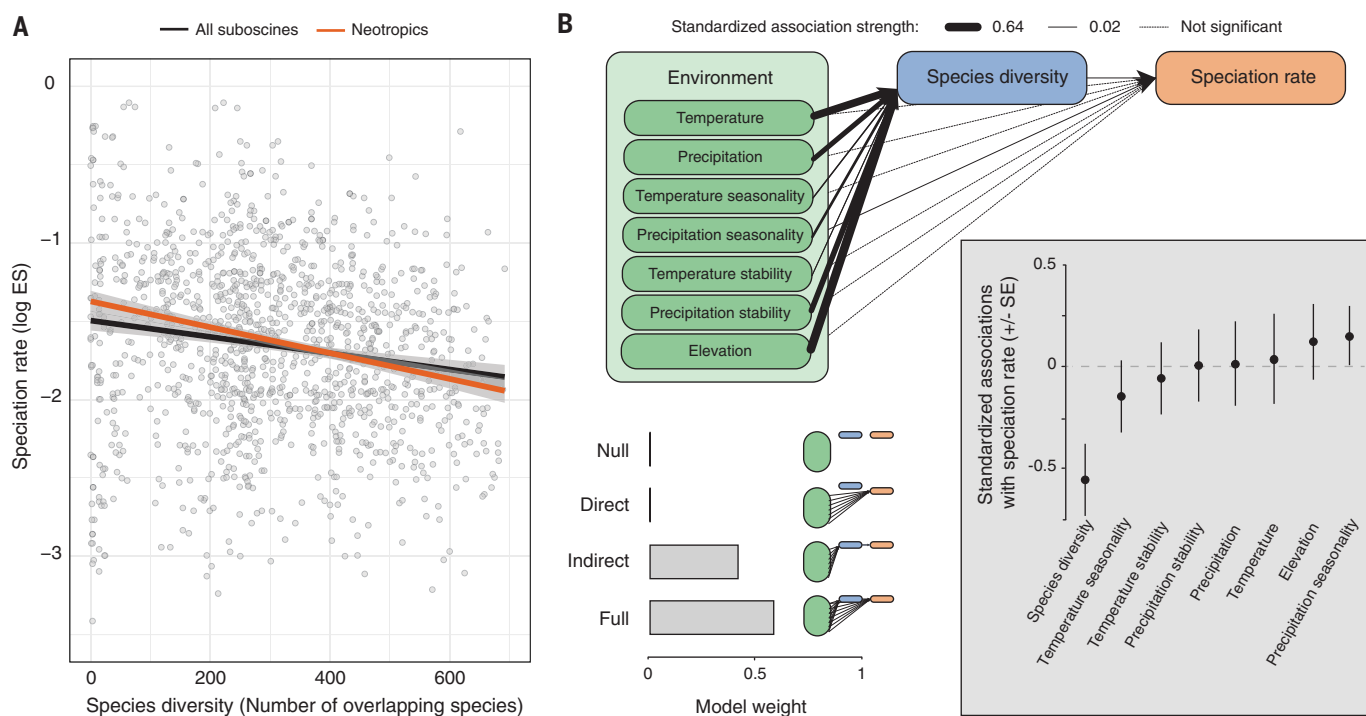 A
All suboscines
Neotropics
0
−1
−2
−3
Speciation rate (log ES)
0
200
400
600
Species diversity (Number of overlapping species)
B
Standardized association strength:
0.64
0.02
Not significant
Environment
Temperature
Precipitation
Temperature seasonality
Precipitation seasonality
Temperature stability
Precipitation stability
Elevation
Species diversity
Speciation rate
Null
Direct
Indirect
Full
0
0.5
1
Model weight
Standardized associations
with speciation rate (+/- SE)
0.5
0
-0.5
Species diversity
Temperature seasonality
Temperature stability
Precipitation stability
Precipitation
Temperature
Elevation
Precipitation seasonality